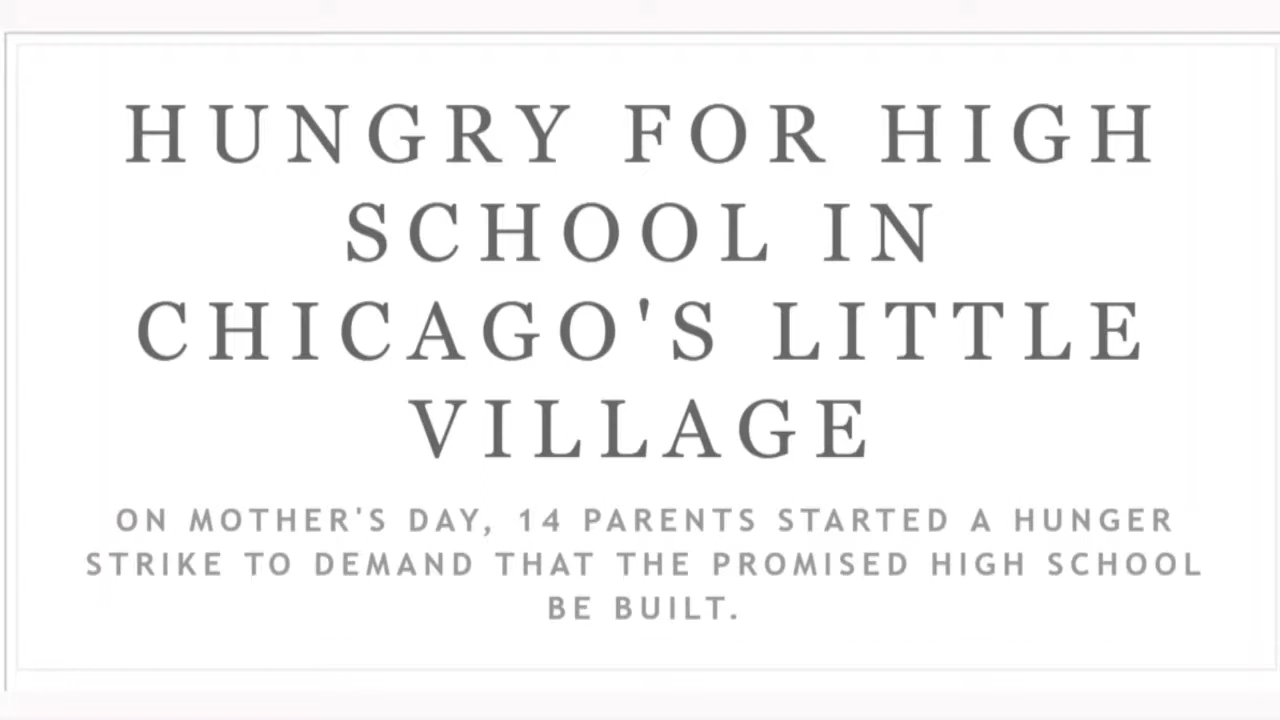 HUNGRY FOR HIGH
SCHOOL IN
CHICAGO'S LITTLE
VILLAGE
ON MOTHER'S DAY, 14 PARENTS STARTED A HUNGER
STRIKE TO DEMAND THAT THE PROMISED HIGH SCHOOL
BE BUILT.